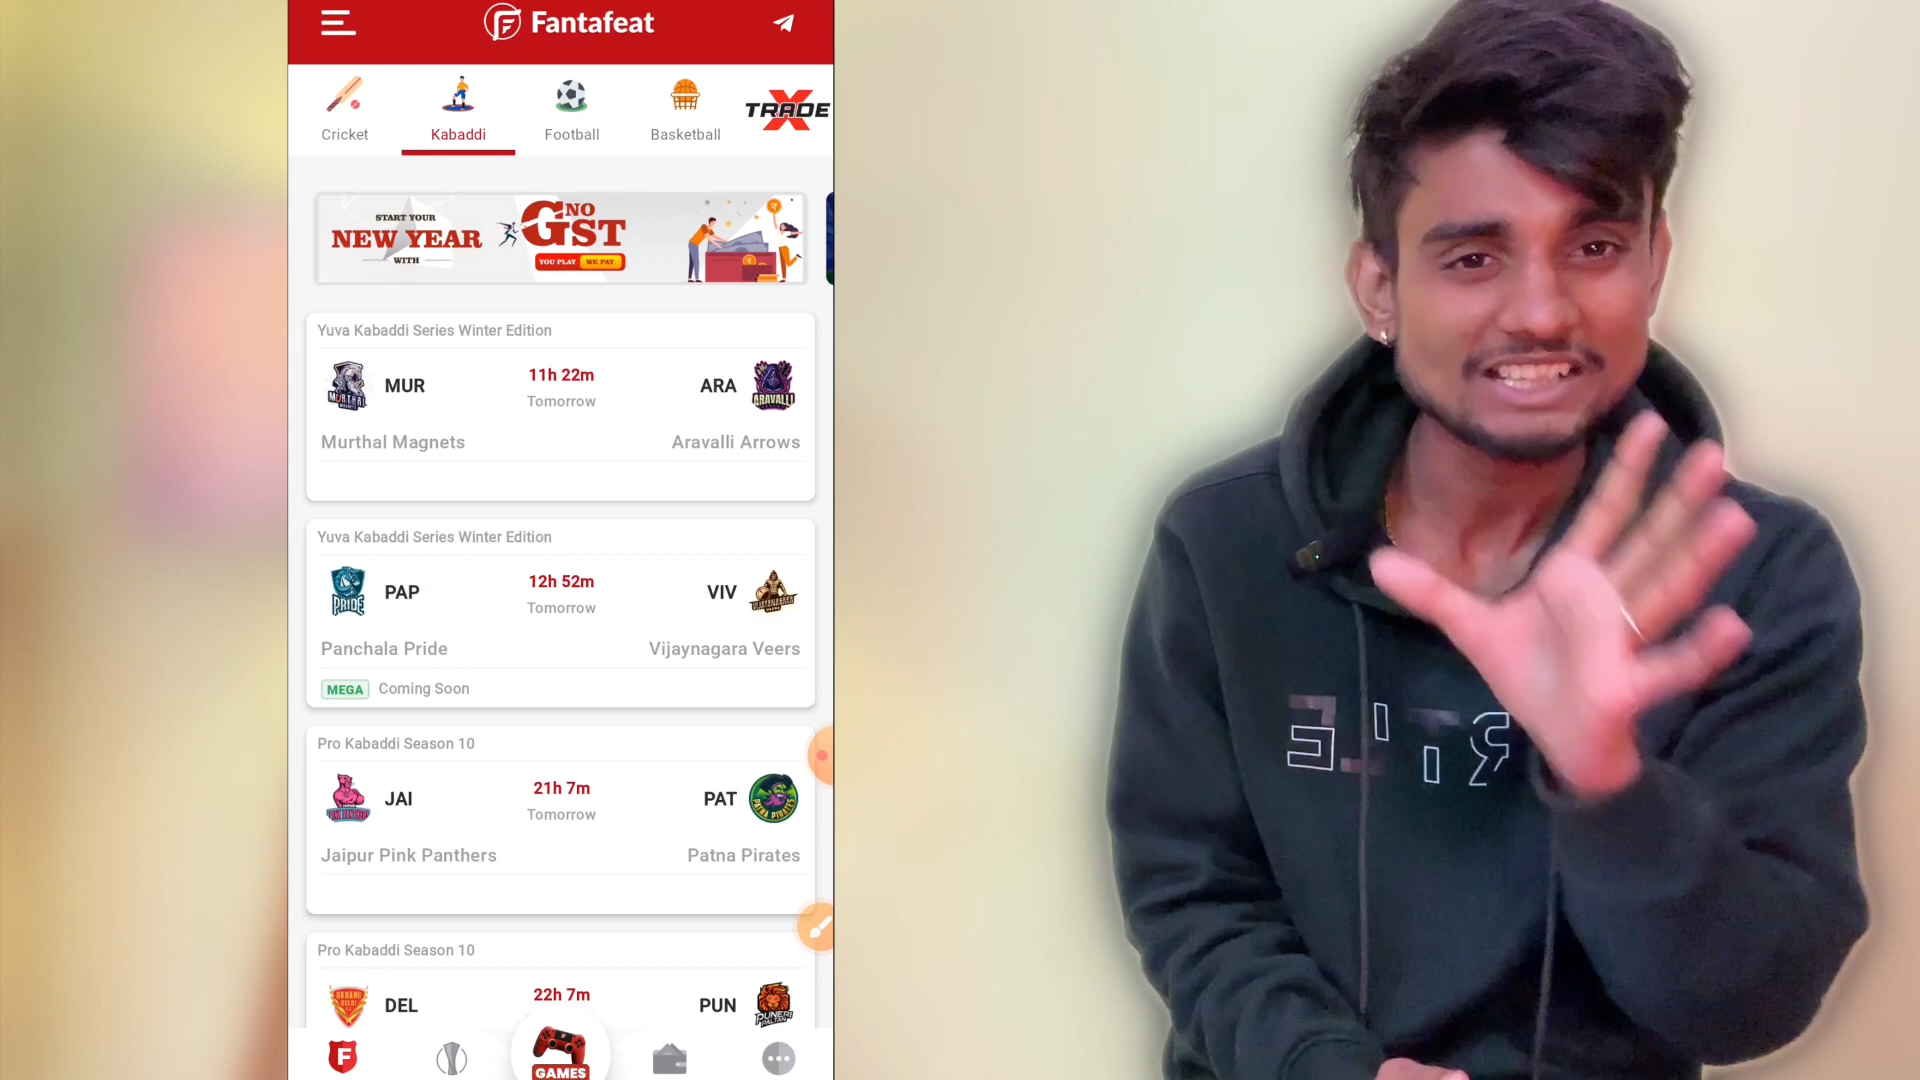 Fantafeat
Cricket
Kabaddi
Football
Basketball
TRADE X
START YOUR
NEW YEAR
WITH
NO
GST
YOU PLAY WE PAY
Yuva Kabaddi Series Winter Edition
MUR
11h 22m
ARA
Tomorrow
Murthal Magnets
Aravalli Arrows
Yuva Kabaddi Series Winter Edition
PAP
12h 52m
VIV
Tomorrow
Panchala Pride
Vijaynagara Veers
MEGA Coming Soon
Pro Kabaddi Season 10
JAI
21h 7m
PAT
Tomorrow
Jaipur Pink Panthers
Patna Pirates
Pro Kabaddi Season 10
DEL
22h 7m
PUN
F
GAMES